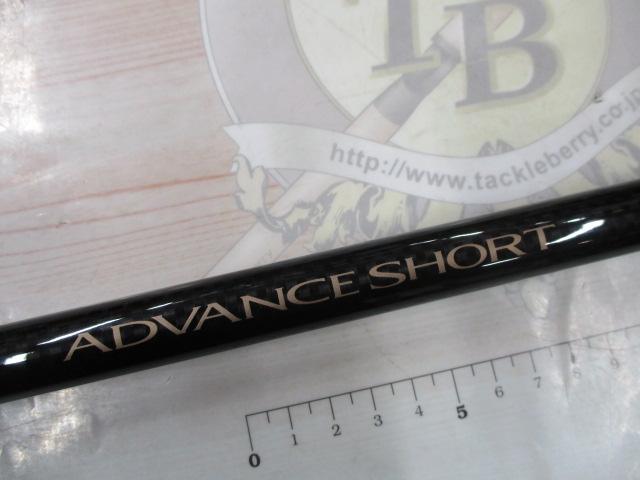 TB
http://www.tackleberry.co.jp
ADVANCE SHORT
0 1 2 3 4 5 6 7 8 9